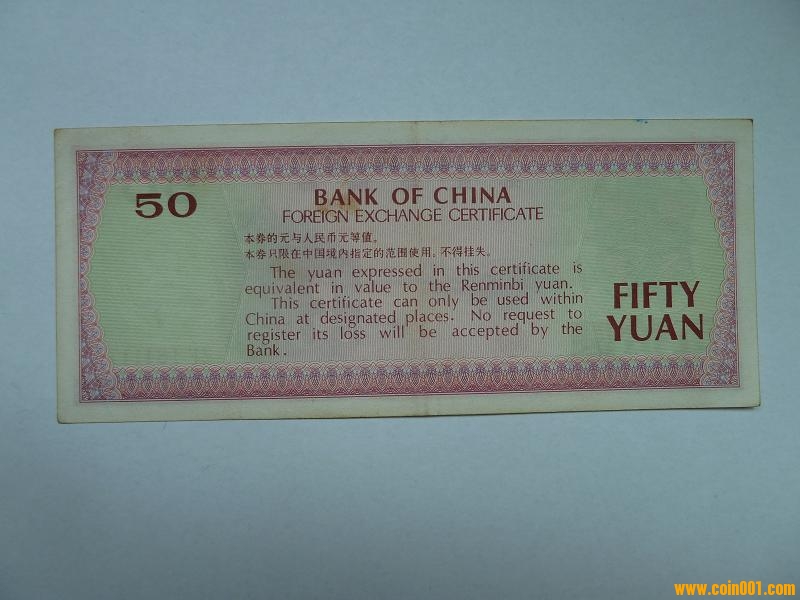 50
BANK OF CHINA
FOREIGN EXCHANGE CERTIFICATE
本券的元与人民币元等值。
本券只限在中国境内指定的范围使用，不得挂失。
The yuan expressed in this certificate is
equivalent in value to the Renminbi yuan.
This certificate can only be used within
China at designated places. No request to
register its loss will be accepted by the
Bank.
FIFTY
YUAN
www.coin001.com